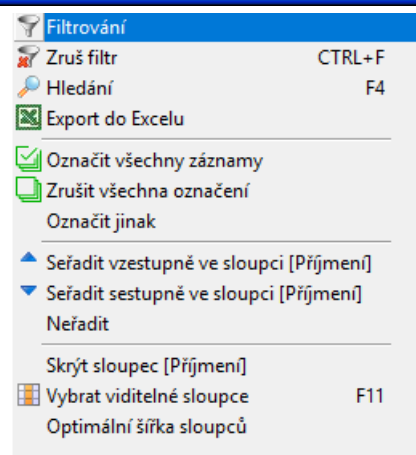 Filtrování
Zruš filtr CTRL+F
Hledání F4
Export do Excelu
Označit všechny záznamy
Zrušit všechna označení
Označit jinak
Seřadit vzestupně ve sloupci [Příjmení]
Seřadit sestupně ve sloupci [Příjmení]
Neřadit
Skrýt sloupec [Příjmení]
Vybrat viditelné sloupce F11
Optimální šířka sloupců